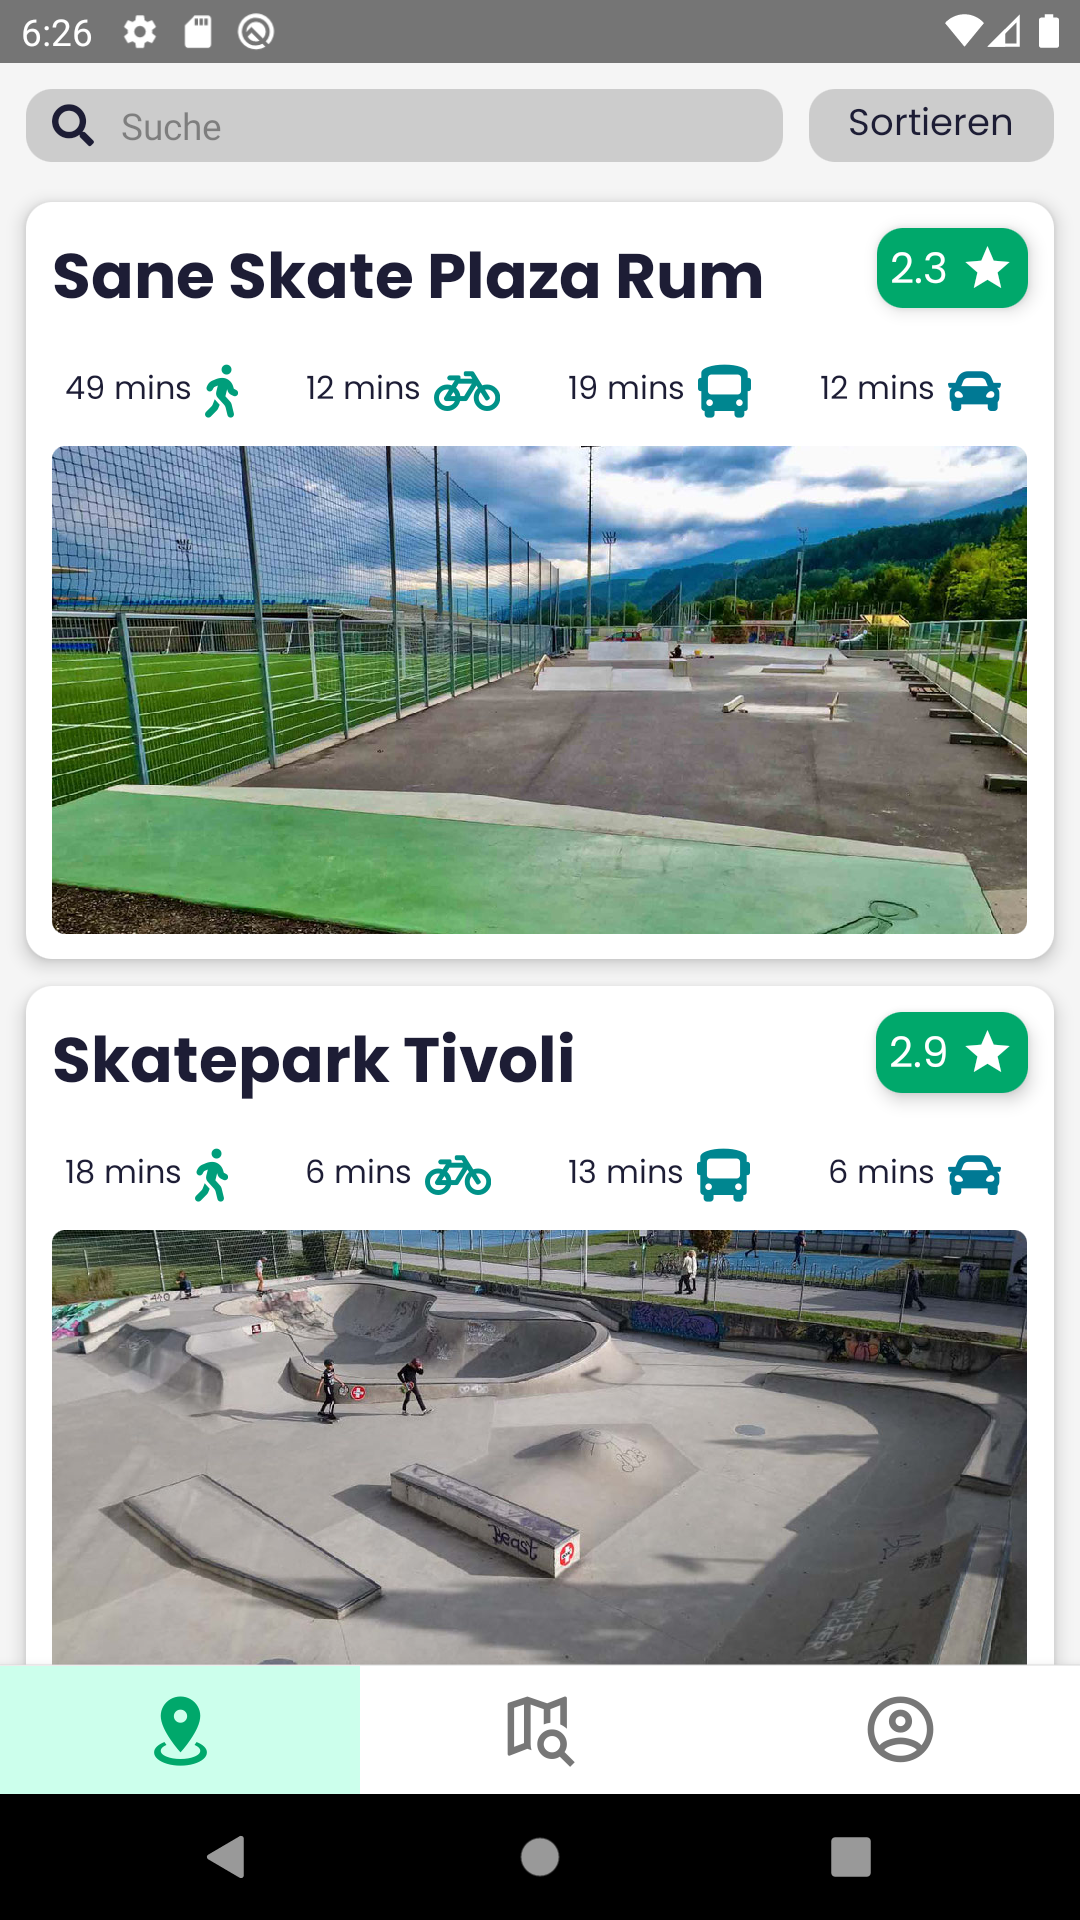 6:26
Suche
Sortieren
Sane Skate Plaza Rum
2.3
49 mins
12 mins
19 mins
12 mins
Skatepark Tivoli
2.9
18 mins
6 mins
13 mins
6 mins
Beast